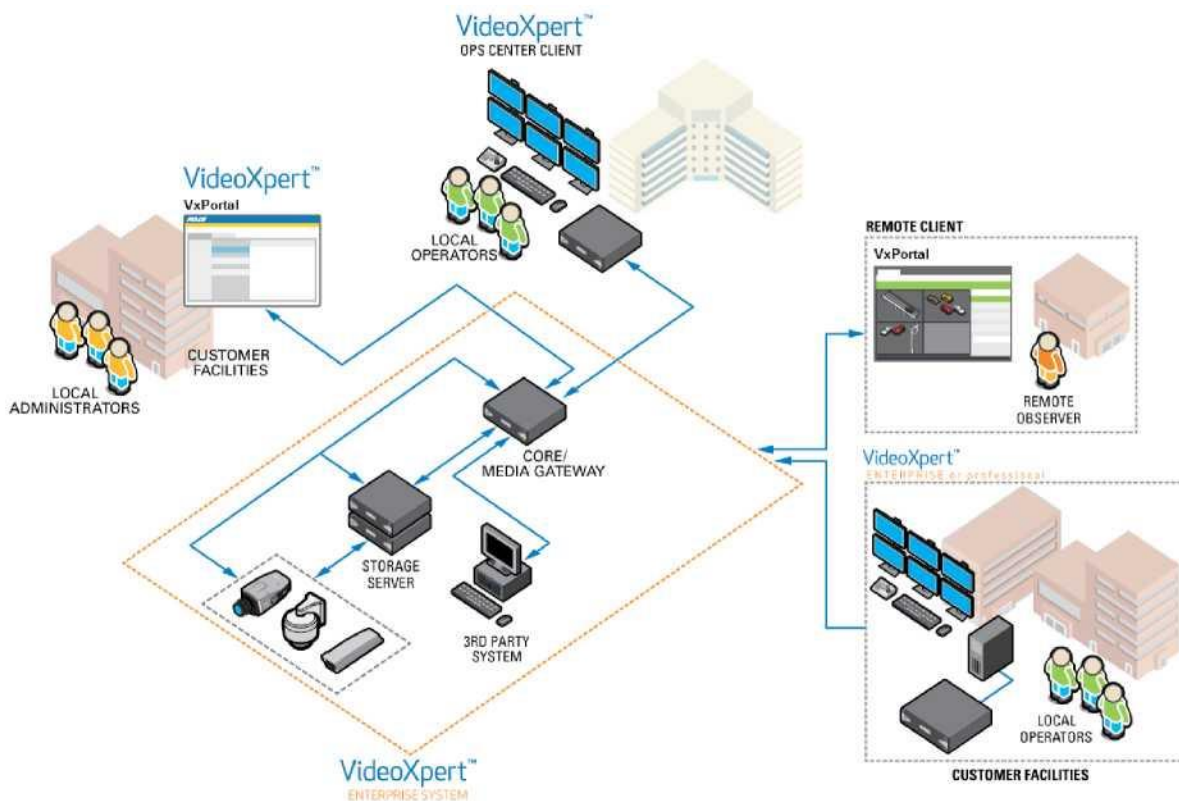 VideoXpert™
OPS CENTER CLIENT
LOCAL
OPERATORS
VideoXpert™
VxPortal
CUSTOMER
FACILITIES
LOCAL
ADMINISTRATORS
REMOTE CLIENT
VxPortal
REMOTE
OBSERVER
CORE/
MEDIA GATEWAY
STORAGE
SERVER
3RD PARTY
SYSTEM
VideoXpert™
ENTERPRISE or professional
LOCAL
OPERATORS
CUSTOMER FACILITIES
VideoXpert™
ENTERPRISE SYSTEM